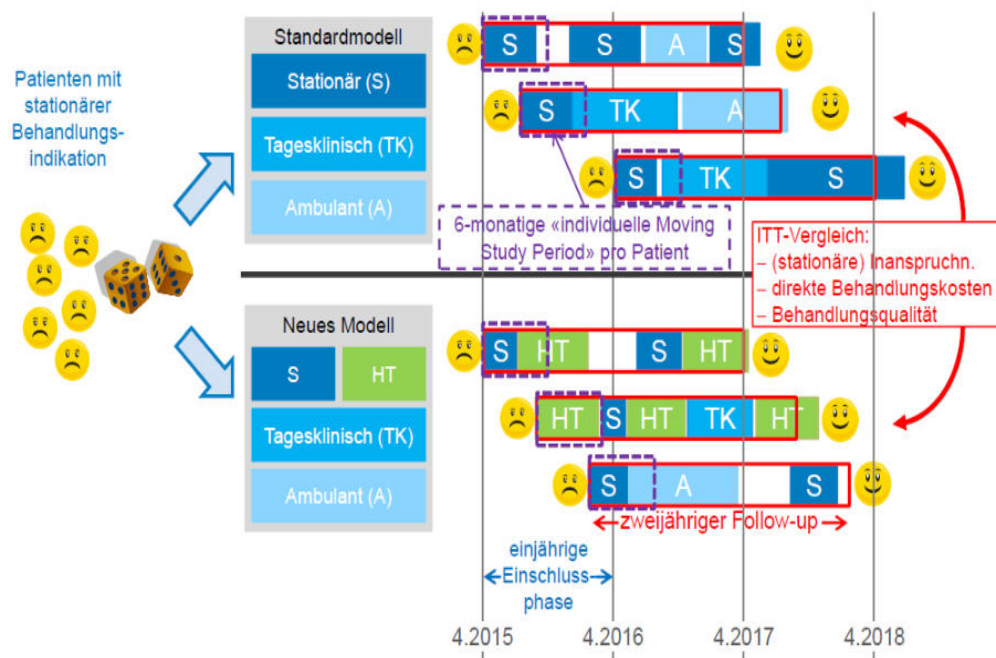 Patienten mit
stationärer
Behandlungs-
indikation
Standardmodell
Stationär (S)
Tagesklinisch (TK)
Ambulant (A)
S
S
A
S
S
TK
A
S
TK
S
6-monatige «individuelle Moving
Study Period» pro Patient
ITT-Vergleich:
– (stationäre) Inanspruchn.
– direkte Behandlungskosten
– Behandlungsqualität
Neues Modell
S
HT
Tagesklinisch (TK)
Ambulant (A)
S
HT
S
HT
HT
S
HT
TK
HT
S
A
S
zweijähriger Follow-up
einjährige
Einschluss-
phase
4.2015
4.2016
4.2017
4.2018